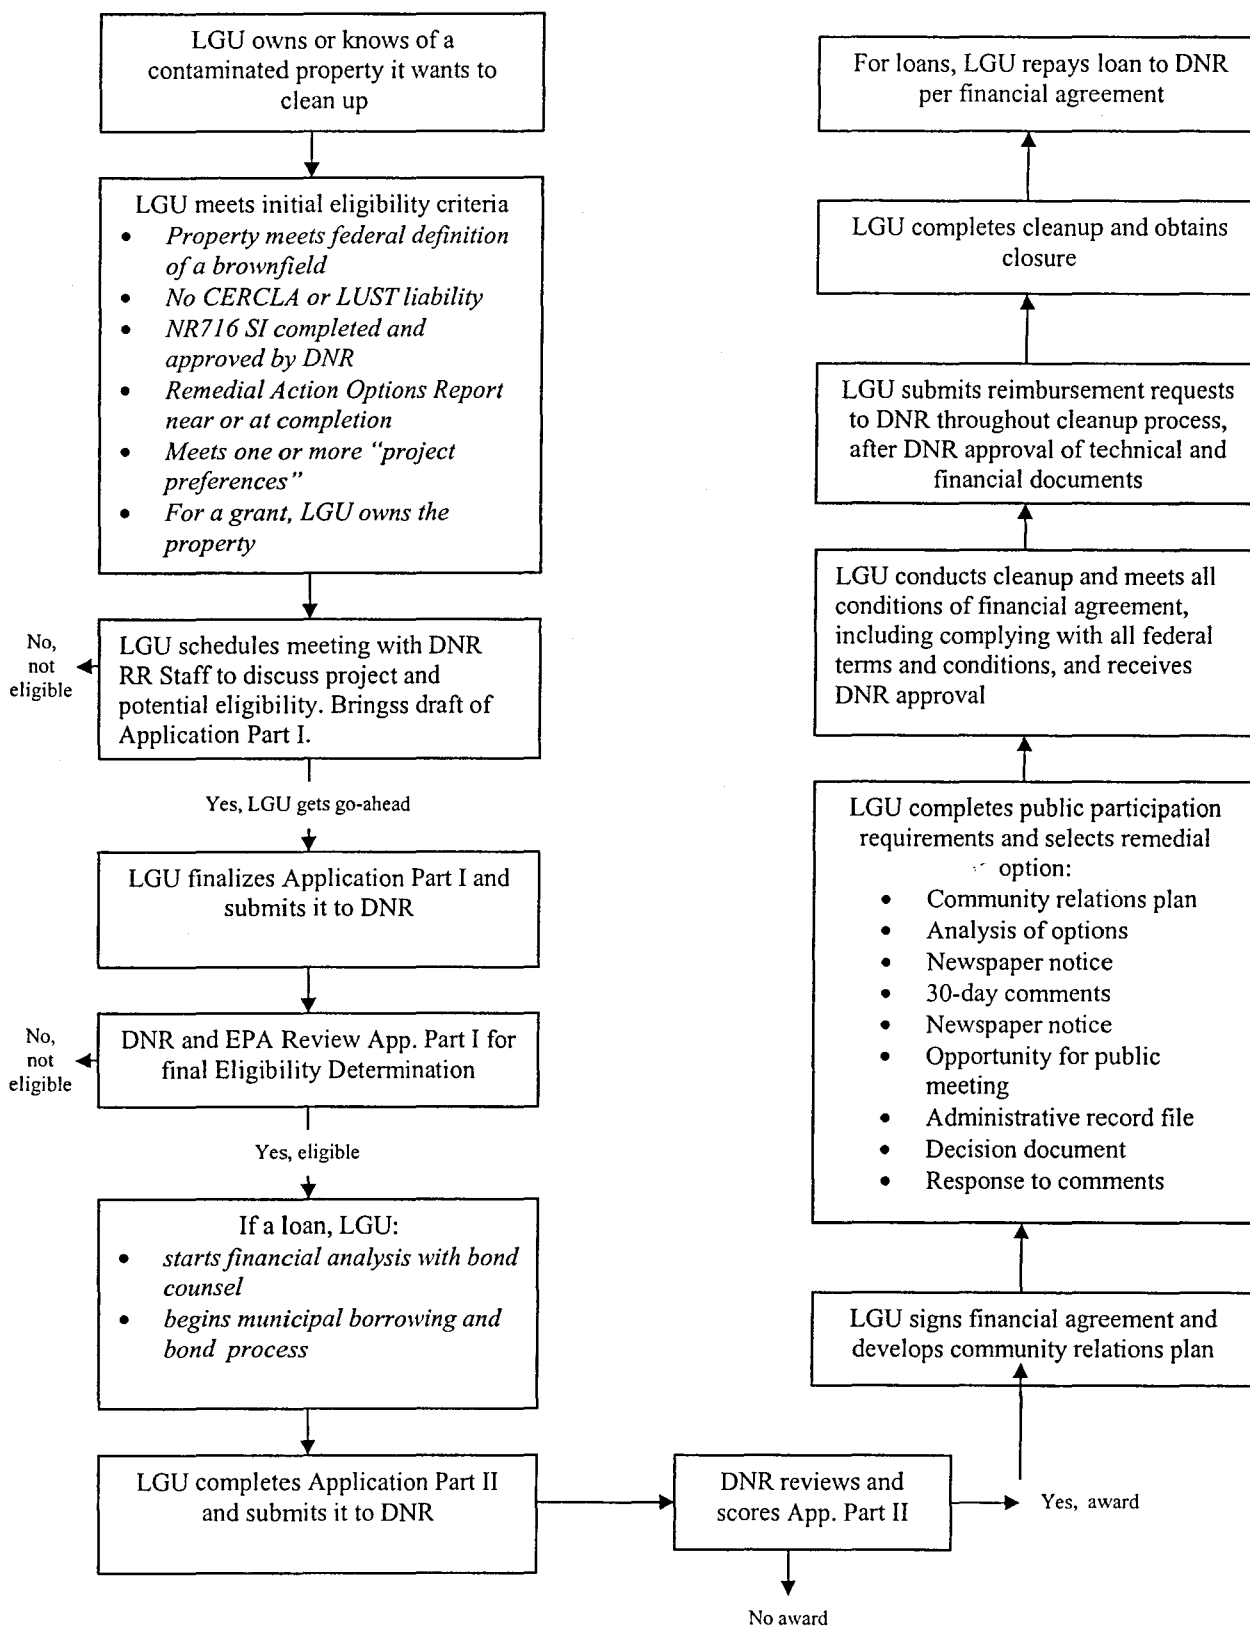 LGU owns or knows of a
contaminated property it wants to
clean up
LGU meets initial eligibility criteria
• Property meets federal definition
of a brownfield
• No CERCLA or LUST liability
• NR716 SI completed and
approved by DNR
• Remedial Action Options Report
near or at completion
• Meets one or more “project
preferences”
• For a grant, LGU owns the
property
No,
not
eligible
LGU schedules meeting with DNR
RR Staff to discuss project and
potential eligibility. Bringss draft of
Application Part I.
Yes, LGU gets go-ahead
LGU finalizes Application Part I and
submits it to DNR
No,
not
eligible
DNR and EPA Review App. Part I for
final Eligibility Determination
Yes, eligible
If a loan, LGU:
• starts financial analysis with bond
counsel
• begins municipal borrowing and
bond process
LGU completes Application Part II
and submits it to DNR
DNR reviews and
scores App. Part II
No award
Yes, award
LGU signs financial agreement and
develops community relations plan
LGU completes public participation
requirements and selects remedial
option:
• Community relations plan
• Analysis of options
• Newspaper notice
• 30-day comments
• Newspaper notice
• Opportunity for public
meeting
• Administrative record file
• Decision document
• Response to comments
LGU conducts cleanup and meets all
conditions of financial agreement,
including complying with all federal
terms and conditions, and receives
DNR approval
LGU submits reimbursement requests
to DNR throughout cleanup process,
after DNR approval of technical and
financial documents
LGU completes cleanup and obtains
closure
For loans, LGU repays loan to DNR
per financial agreement